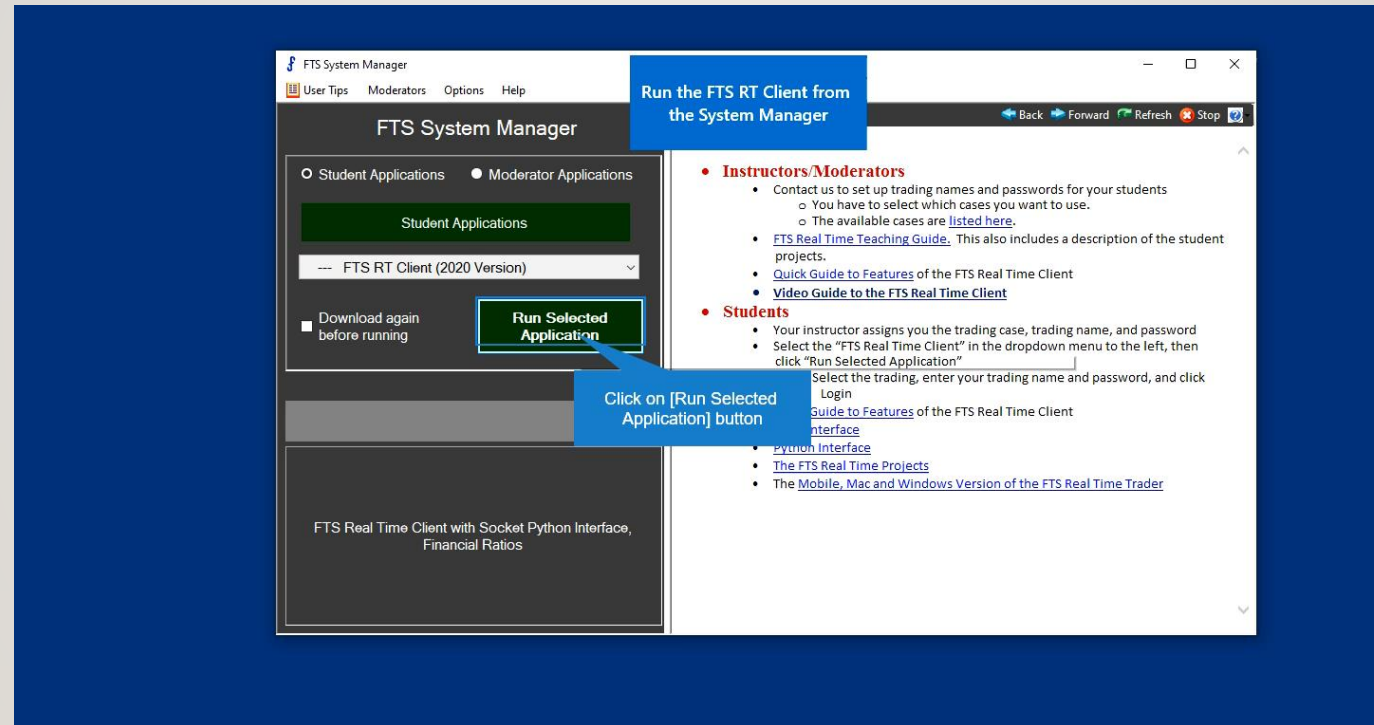 FTS System Manager
User Tips Moderators Options Help
Run the FTS RT Client from
the System Manager
Back Forward Refresh Stop
FTS System Manager
Student Applications Moderator Applications
Student Applications
--- FTS RT Client (2020 Version)
Download again
before running
Run Selected
Application
Click on [Run Selected
Application] button
FTS Real Time Client with Socket Python Interface,
Financial Ratios
• Instructors/Moderators
• Contact us to set up trading names and passwords for your students
o You have to select which cases you want to use.
o The available cases are listed here.
• FTS Real Time Teaching Guide. This also includes a description of the student
projects.
• Quick Guide to Features of the FTS Real Time Client
• Video Guide to the FTS Real Time Client
• Students
• Your instructor assigns you the trading case, trading name, and password
• Select the “FTS Real Time Client” in the dropdown menu to the left, then
click “Run Selected Application”
Select the trading, enter your trading name and password, and click
Login
Guide to Features of the FTS Real Time Client
Interface
• Python Interface
• The FTS Real Time Projects
• The Mobile, Mac and Windows Version of the FTS Real Time Trader